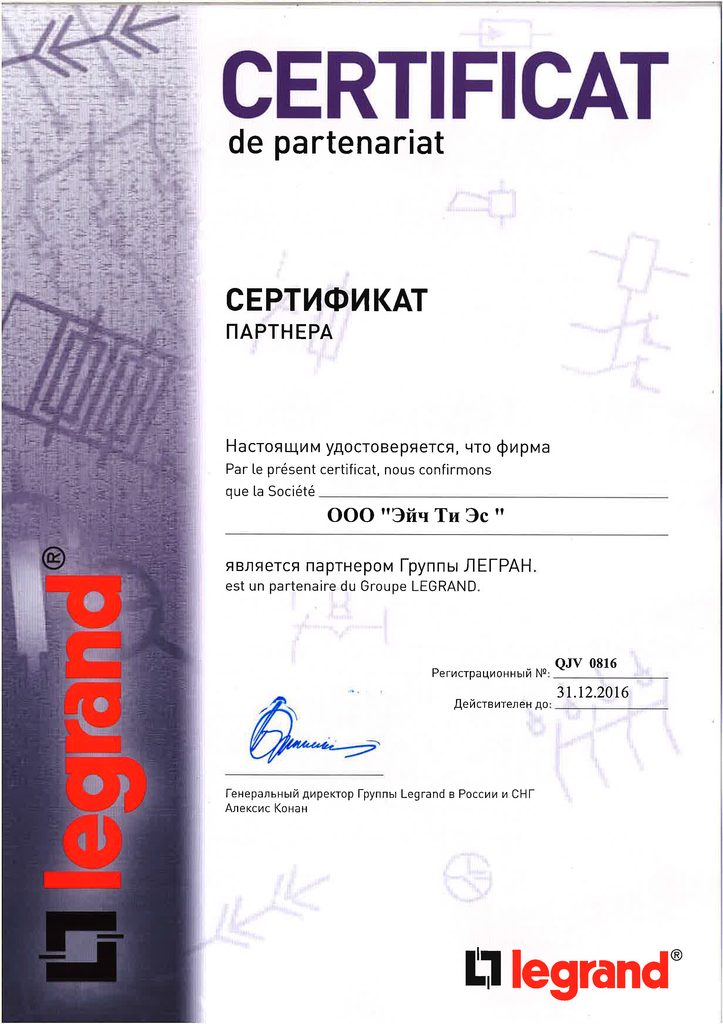 CERTIFICAT
de partenariat
СЕРТИФИКАТ
ПАРТНЕРА
Настоящим удостоверяется, что фирма
Par le présent certificat, nous confirmons
que la Société
ООО "Эйч Ти Эс "
является партнером Группы ЛЕГРАН.
est un partenaire du Groupe LEGRAND.
Регистрационный №: QJV 0816
Действителен до: 31.12.2016
Генеральный директор Группы Legrand в России и СНГ
Алексис Конан
legrand®
legrand®